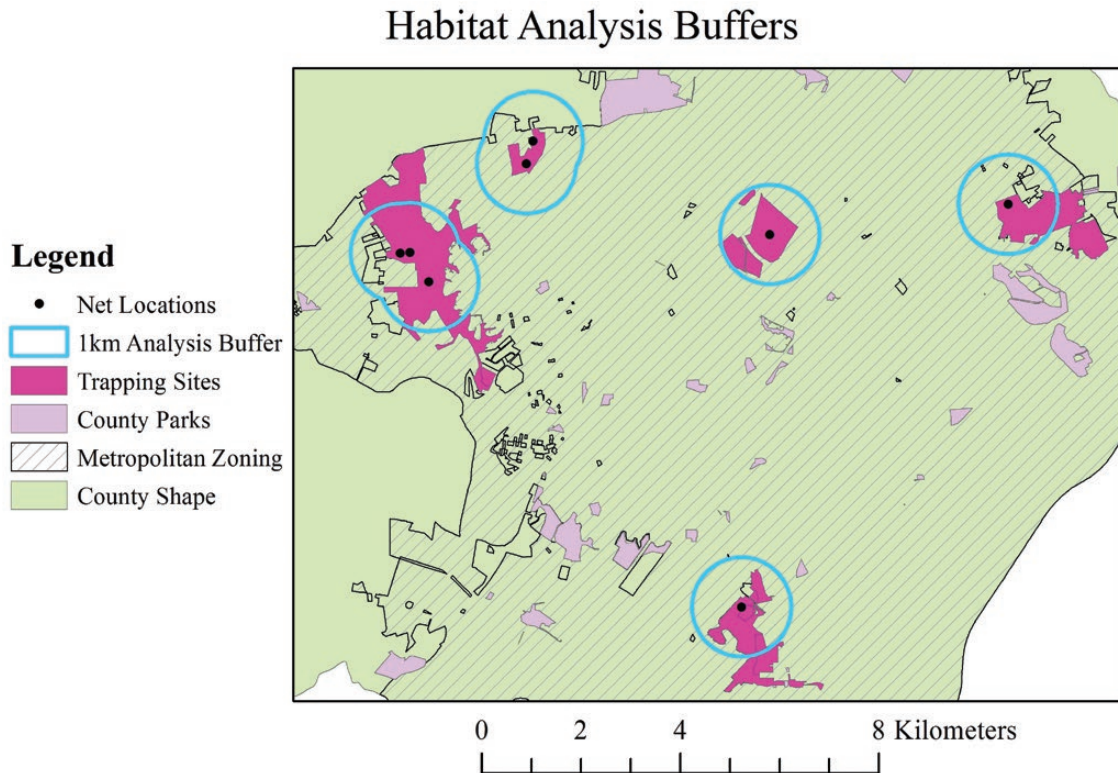 Habitat Analysis Buffers
Legend
Net Locations
1km Analysis Buffer
Trapping Sites
County Parks
Metropolitan Zoning
County Shape
0 2 4 8 Kilometers